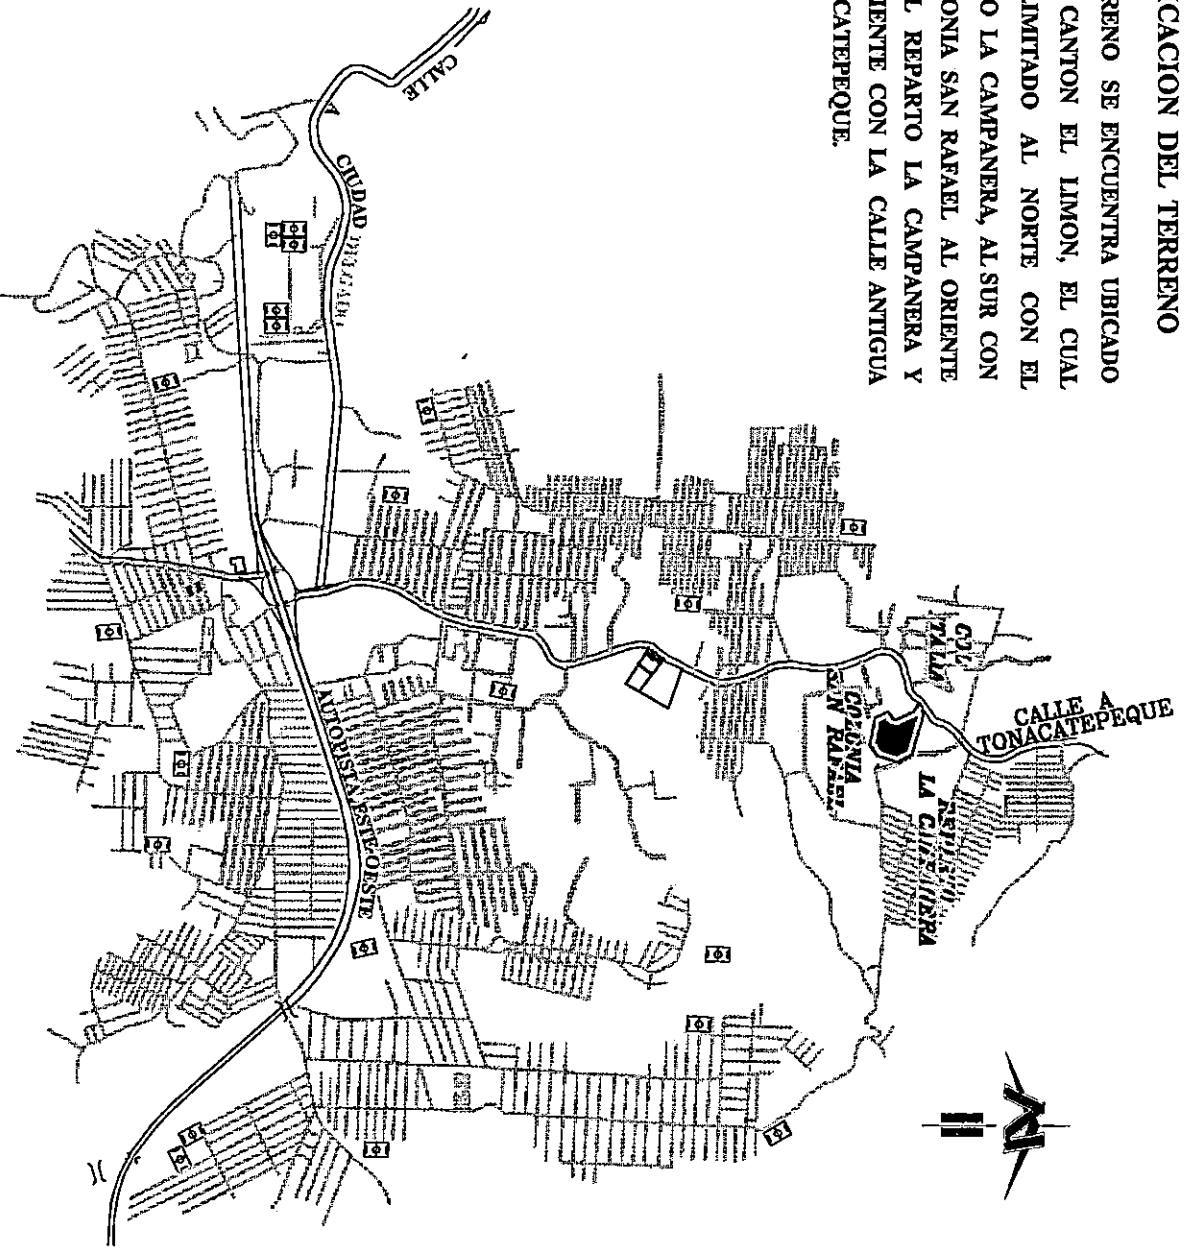 CACION DEL TERRENO
RENO SE ENCUENTRA UBICADO
CANTON EL LIMON, EL CUAL
LIMITADO AL NORTE CON EL
O LA CAMPANERA, AL SUR CON
ONIA SAN RAFAEL AL ORIENTE
L REPARTO LA CAMPANERA Y
IENTE CON LA CALLE ANTIGUA
CATEPEQUE.
CALLE
CIUDAD
AUTOPISTA ESTE-OESTE
COL
COLONIA
SAN RAFAEL
REPARTO
LA CAMPANERA
CALLE A
TONACATEPEQUE
N